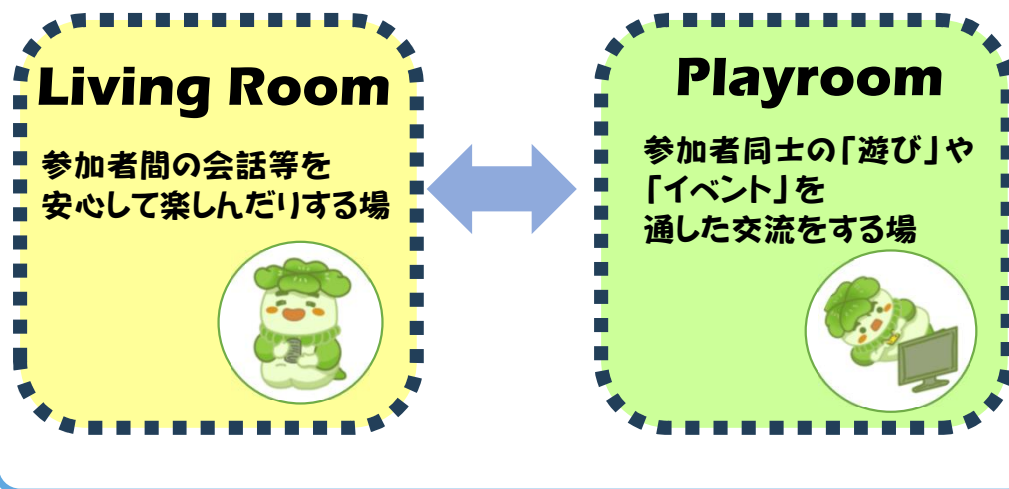 Living Room
参加者間の会話等を
安心して楽しんだりする場
Playroom
参加者同士の「遊び」や
「イベント」を
通した交流をする場